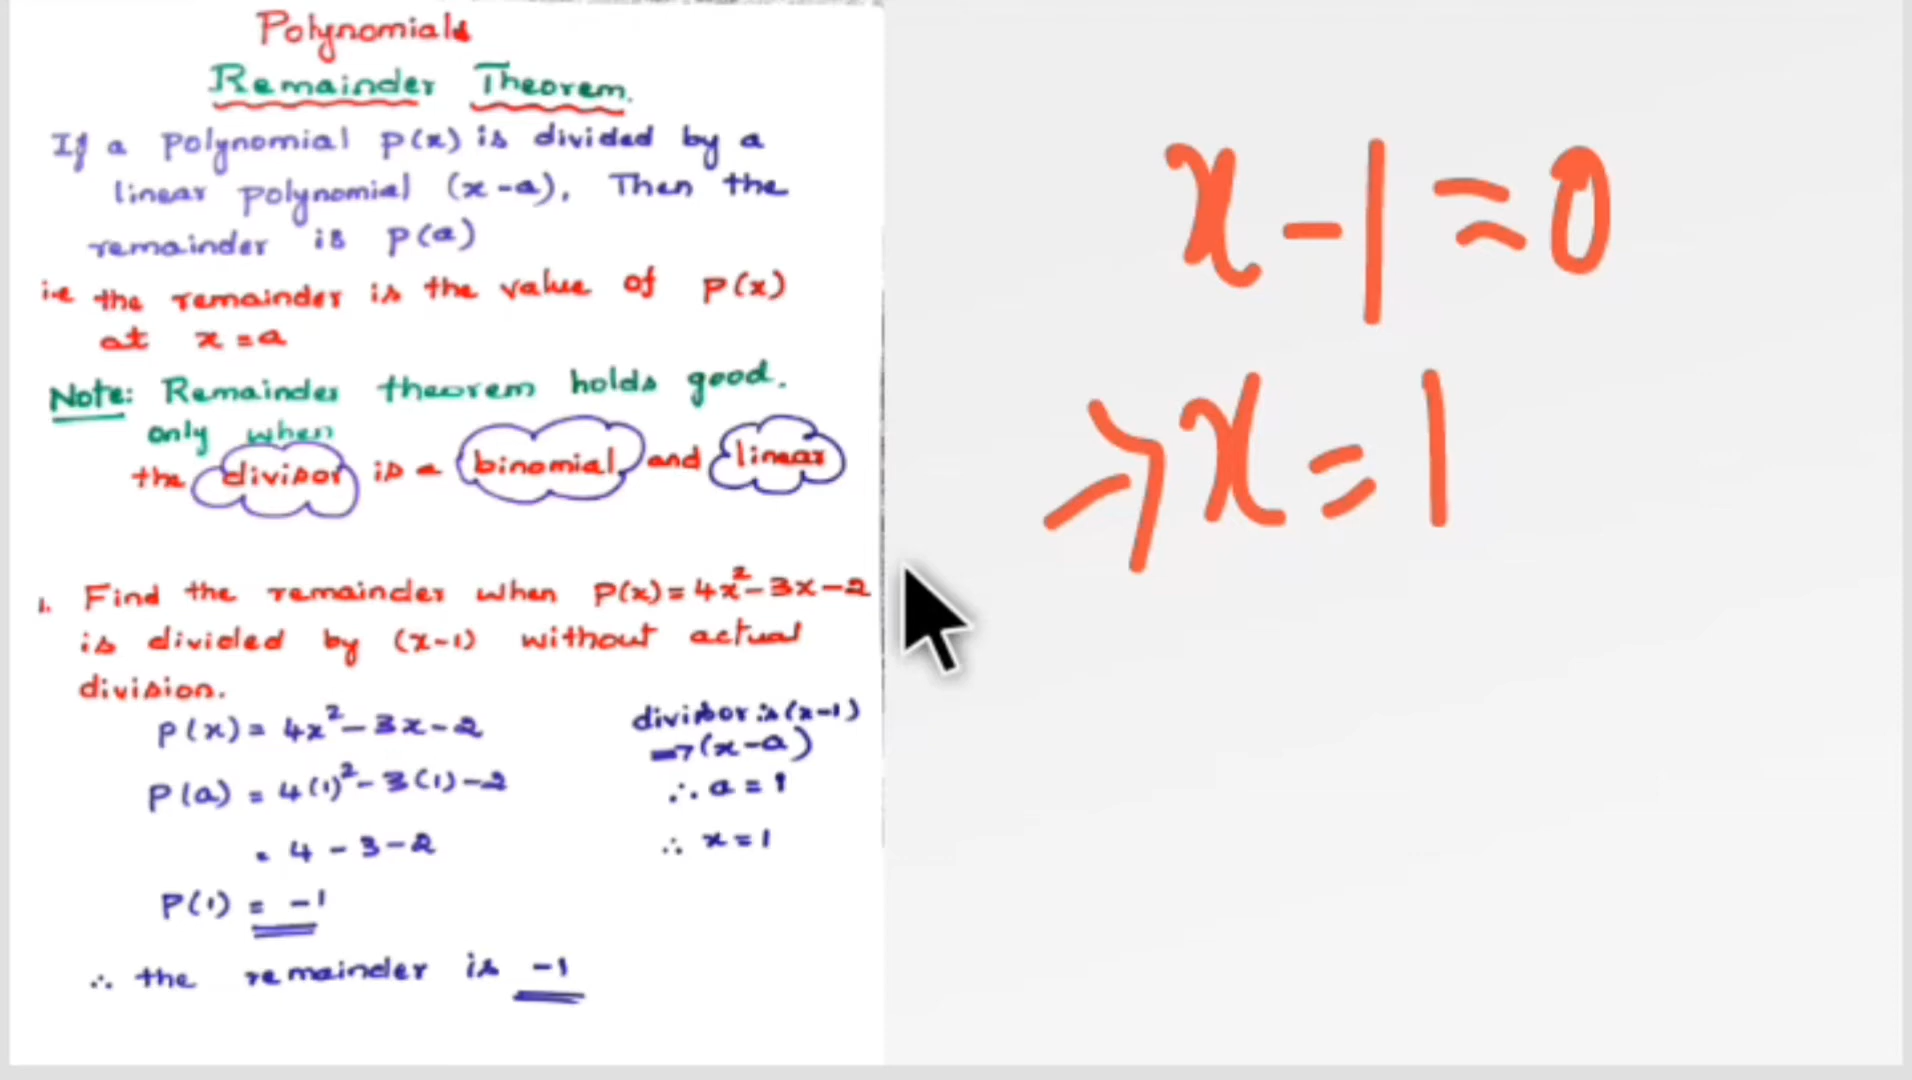 Polynomials
Remainder Theorem.
If a polynomial P(x) is divided by a
linear polynomial (x-a), Then the
remainder is P(a)
i.e the remainder is the value of P(x)
at x = a
Note: Remainder theorem holds good.
only when
the divisor is a binomial and linear
1. Find the remainder when P(x) = 4x² - 3x - 2
is divided by (x-1) without actual
division.
P(x) = 4x² - 3x - 2
P(a) = 4(1)² - 3(1) - 2
= 4 - 3 - 2
P(1) = -1
∴ the remainder is -1
divisor is (x-1)
→ (x-a)
∴ a = 1
∴ x = 1
x - 1 = 0
→ x = 1